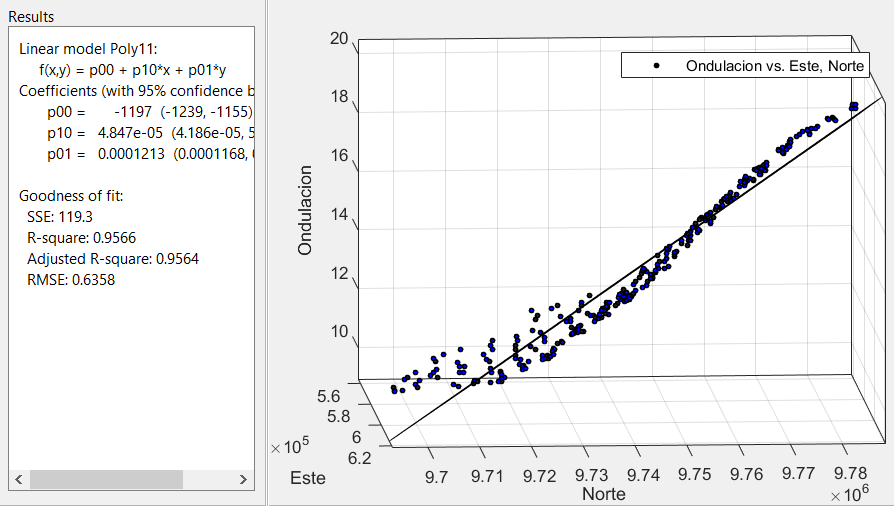 Results
Linear model Poly11:
f(x,y) = p00 + p10*x + p01*y
Coefficients (with 95% confidence b
p00 = -1197 (-1239, -1155)
p10 = 4.847e-05 (4.186e-05, 5
p01 = 0.0001213 (0.0001168,
Goodness of fit:
SSE: 119.3
R-square: 0.9566
Adjusted R-square: 0.9564
RMSE: 0.6358
Ondulacion vs. Este, Norte
20
18
16
14
12
10
Ondulacion
5.6
5.8
6
6.2
×10⁵
Este
9.7
9.71
9.72
9.73
9.74
9.75
9.76
9.77
9.78
×10⁶
Norte